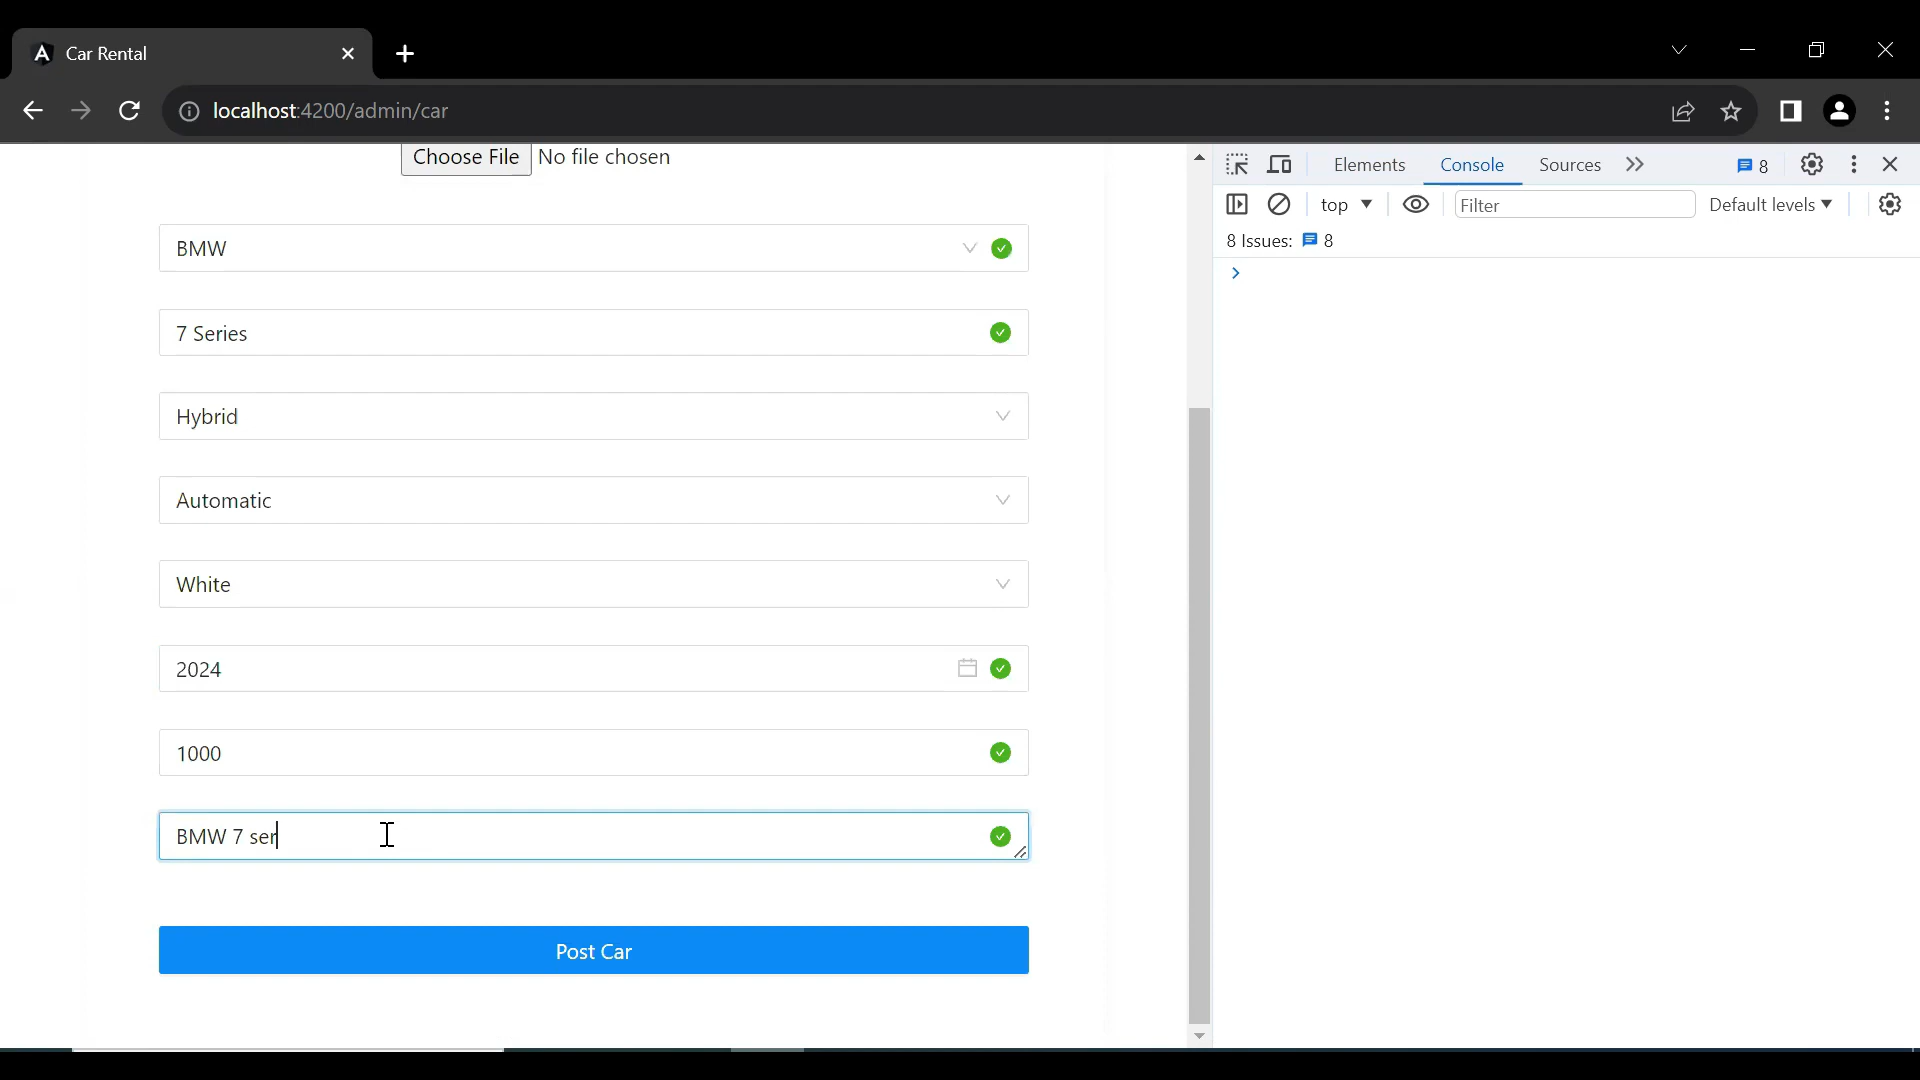 Car Rental
localhost:4200/admin/car
Choose File No file chosen
Elements Console Sources 8
top Filter Default levels
8 Issues: 8
BMW
7 Series
Hybrid
Automatic
White
2024
1000
BMW 7 ser
Post Car